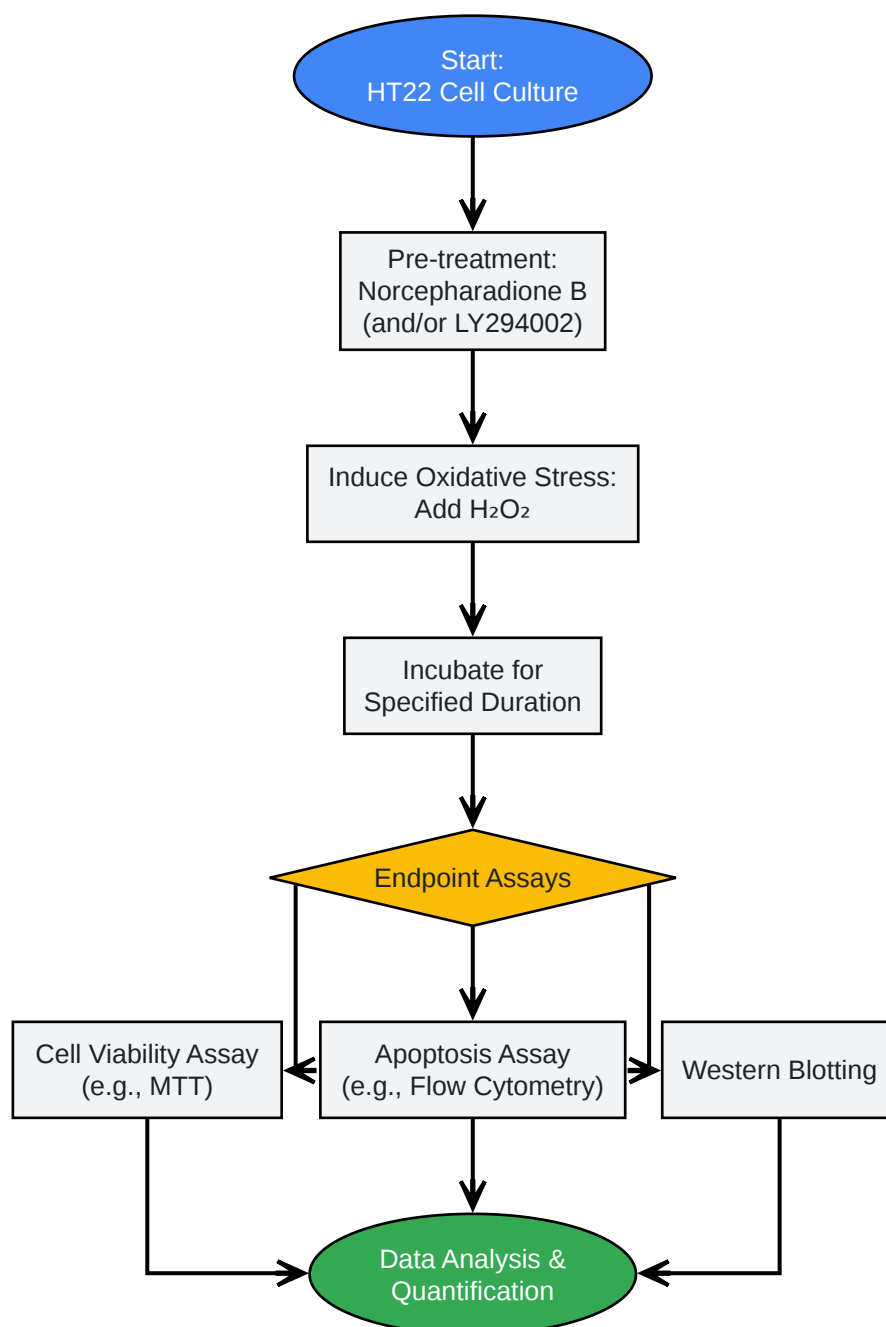 Start:
HT22 Cell Culture
Pre-treatment:
Norcepharadione B
(and/or LY294002)
Induce Oxidative Stress:
Add H₂O₂
Incubate for
Specified Duration
Endpoint Assays
Cell Viability Assay
(e.g., MTT)
Apoptosis Assay
(e.g., Flow Cytometry)
Western Blotting
Data Analysis &
Quantification